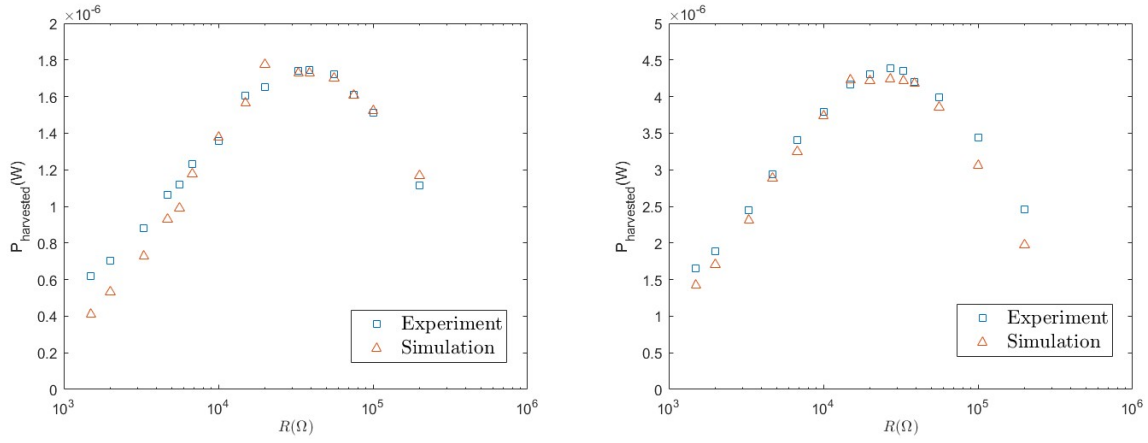 ×10⁻⁶
2
1.8
1.6
1.4
1.2
1
0.8
0.6
0.4
0.2
0
P_harvested(W)
Experiment
Simulation
10³ 10⁴ 10⁵ 10⁶
R(Ω)
×10⁻⁶
5
4.5
4
3.5
3
2.5
2
1.5
1
0.5
0
P_harvested(W)
Experiment
Simulation
10³ 10⁴ 10⁵ 10⁶
R(Ω)